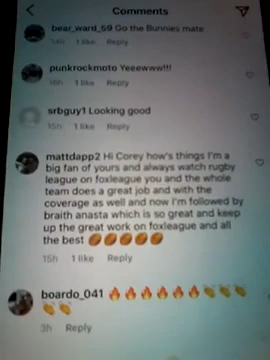 Comments
bear_ward_69 Go the Bunnies mate
14h 1 like Reply
punkrockmoto Yeeewww!!!
16h 1 like Reply
srbguy1 Looking good
15h 1 like Reply
mattdapp2 Hi Corey how's things I'm a
big fan of yours and always watch rugby
league on foxleague you and the whole
team does a great job and with the
coverage as well and now I'm followed by
braith anasta which is so great and keep
up the great work on foxleague and all
the best 🏉🏉🏉🏉🏉
15h 1 like Reply
boardo_041 🔥🔥🔥🔥🔥🔥👏👏👏
👏👏
3h Reply